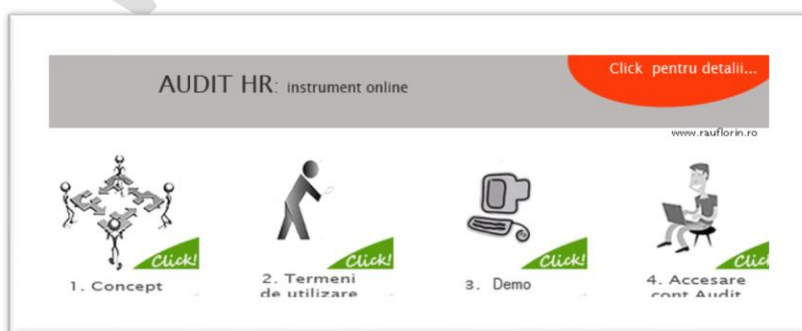 AUDIT HR: instrument online
Click pentru detalii...
www.rauflorin.ro
Click!
Click!
Click!
Click!
1. Concept
2. Termeni
de utilizare
3. Demo
4. Accesare
cont Audit